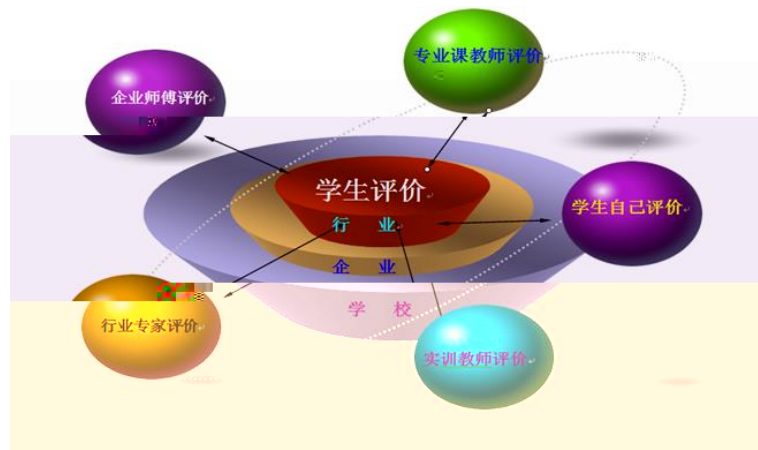 专业课教师评价
企业师傅评价
学生评价
学生自己评价
行 业
企 业
学 校
行业专家评价
实训教师评价